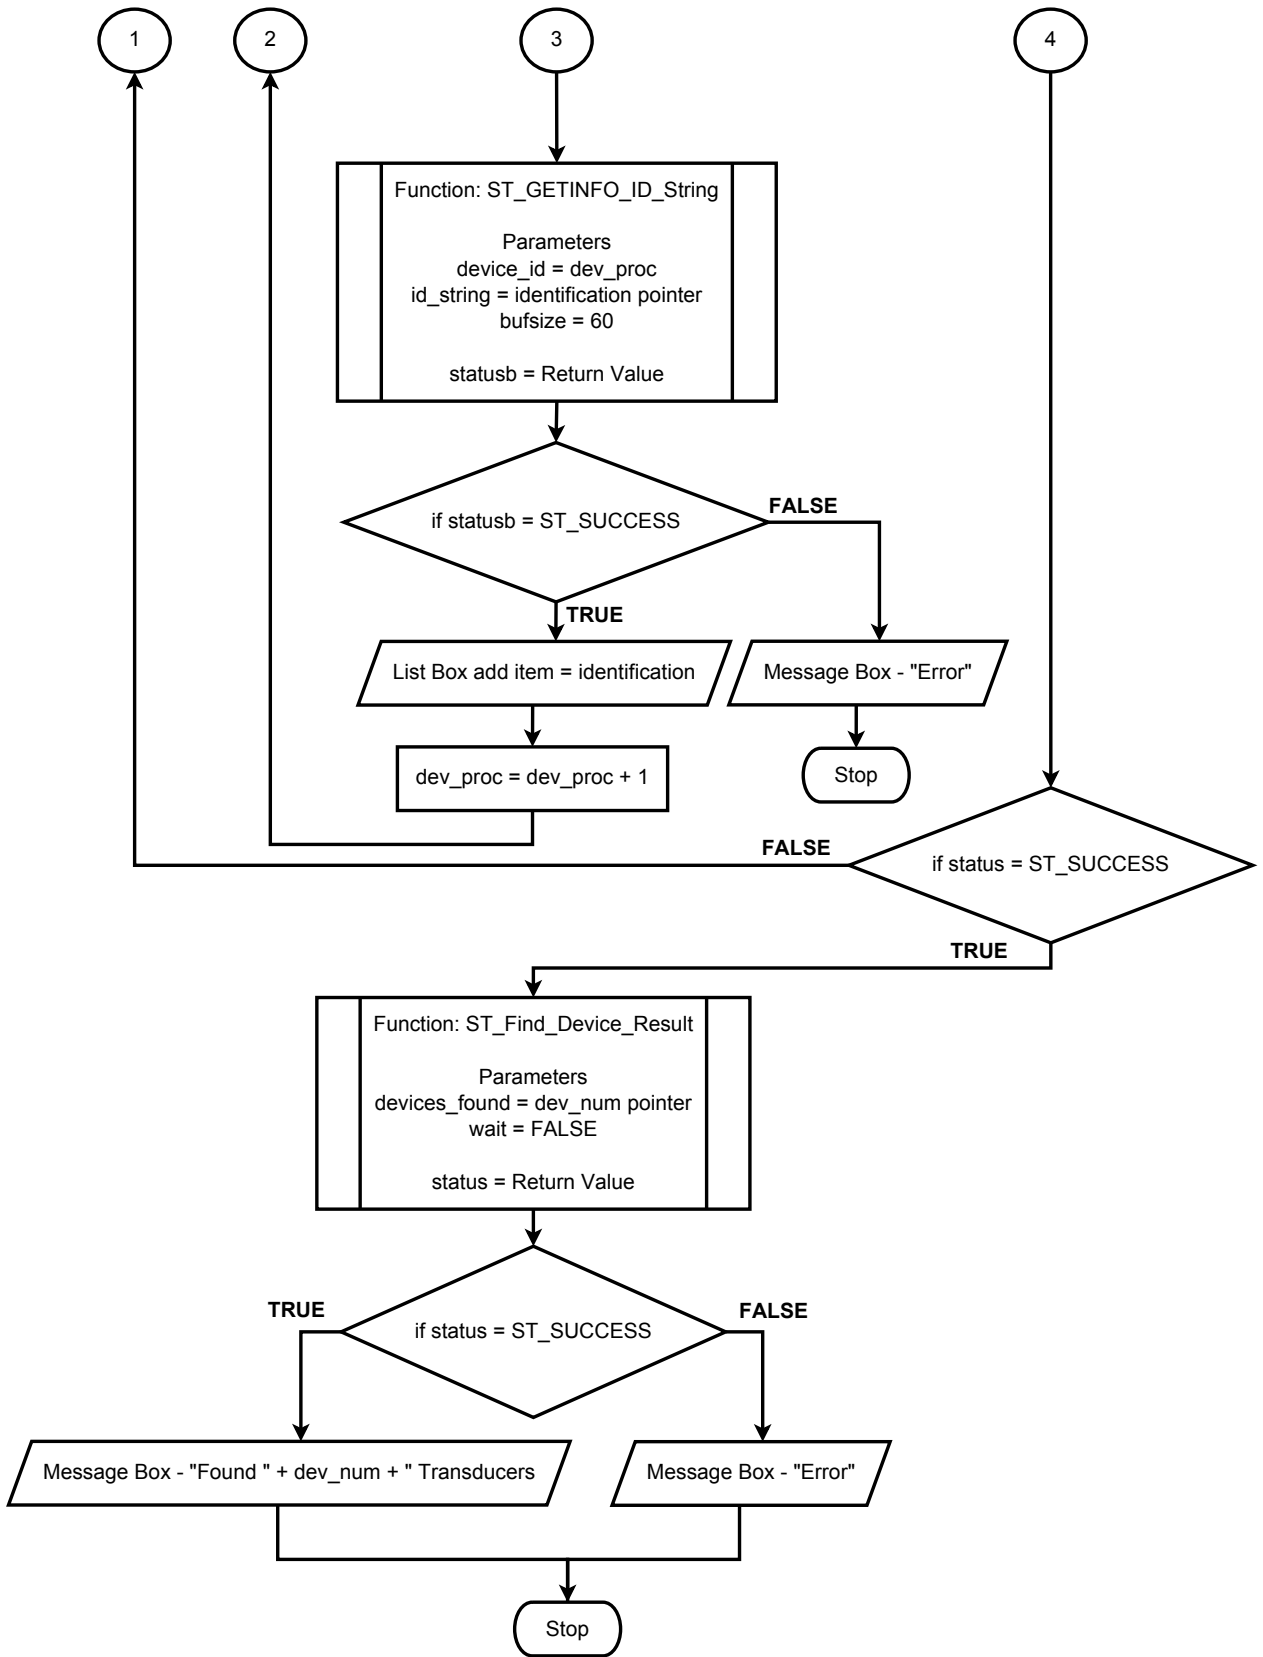 1
2
3
4
Function: ST_GETINFO_ID_String
Parameters
device_id = dev_proc
id_string = identification pointer
bufsize = 60
statusb = Return Value
if statusb = ST_SUCCESS
FALSE
TRUE
List Box add item = identification
Message Box - "Error"
dev_proc = dev_proc + 1
Stop
FALSE
if status = ST_SUCCESS
TRUE
Function: ST_Find_Device_Result
Parameters
devices_found = dev_num pointer
wait = FALSE
status = Return Value
TRUE
if status = ST_SUCCESS
FALSE
Message Box - "Found " + dev_num + " Transducers
Message Box - "Error"
Stop